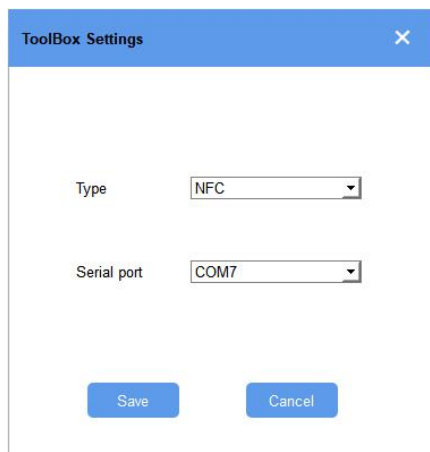 ToolBox Settings
Type NFC
Serial port COM7
Save Cancel